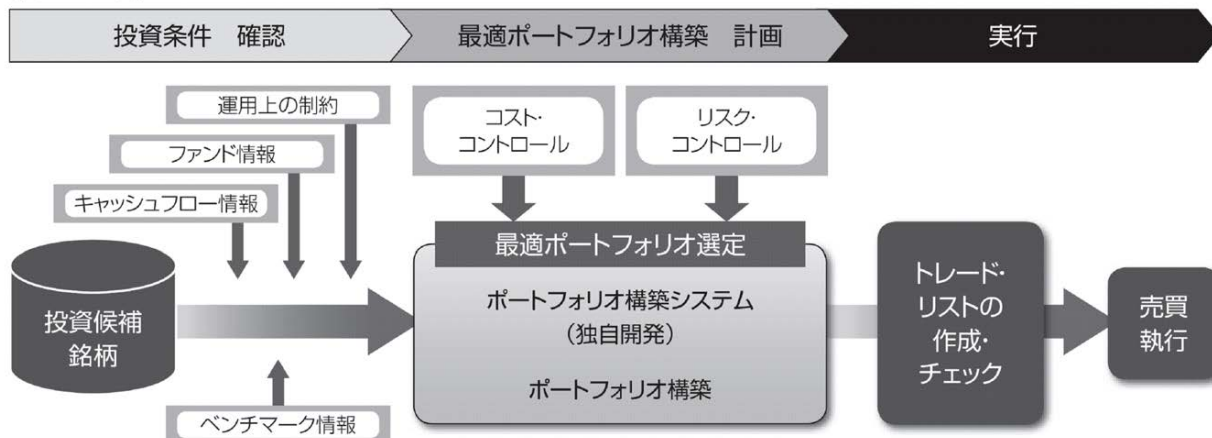 投資条件　確認
最適ポートフォリオ構築　計画
実行
運用上の制約
ファンド情報
キャッシュフロー情報
投資候補
銘柄
ベンチマーク情報
コスト・
コントロール
リスク・
コントロール
最適ポートフォリオ選定
ポートフォリオ構築システム
（独自開発）
ポートフォリオ構築
トレード・
リストの
作成・
チェック
売買
執行